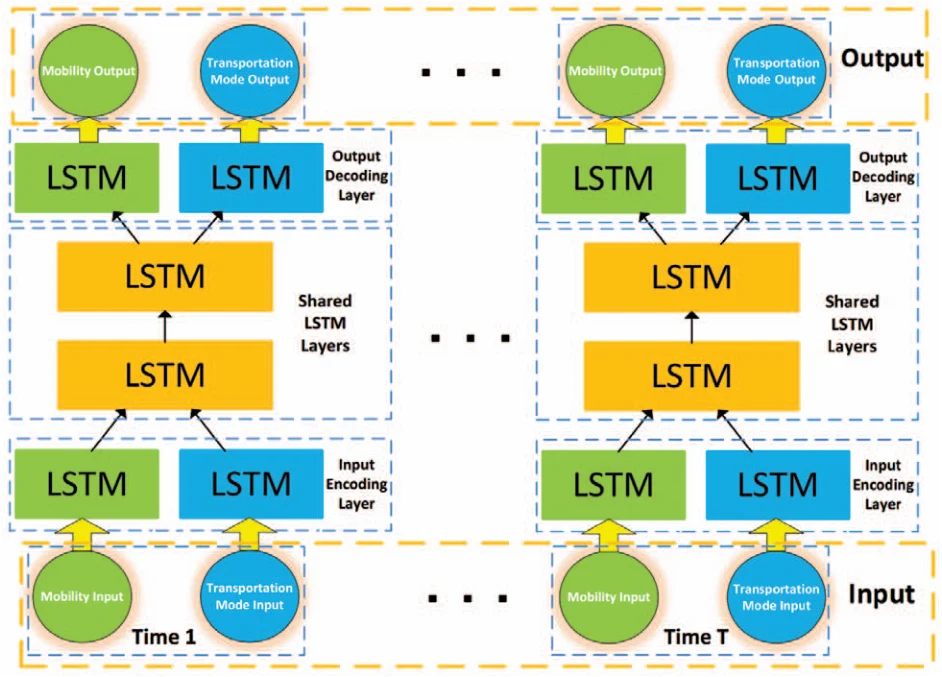 Mobility Output
Transportation
Mode Output
Mobility Output
Transportation
Mode Output
Output
LSTM
LSTM
Output
Decoding
Layer
LSTM
LSTM
Output
Decoding
Layer
LSTM
LSTM
Shared
LSTM
Layers
LSTM
LSTM
Shared
LSTM
Layers
LSTM
LSTM
Input
Encoding
Layer
LSTM
LSTM
Input
Encoding
Layer
Mobility Input
Transportation
Mode Input
Time 1
Mobility Input
Transportation
Mode Input
Time T
Input